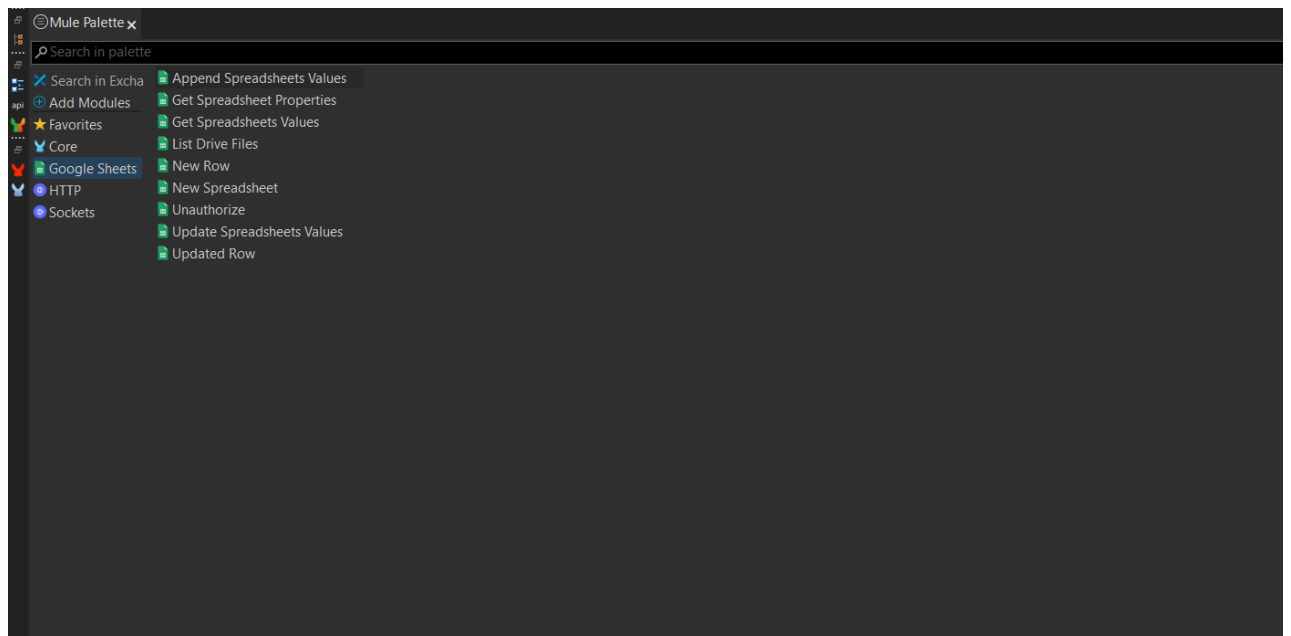 Mule Palette
Search in palette
Search in Excha
Add Modules
Favorites
Core
Google Sheets
HTTP
Sockets
Append Spreadsheets Values
Get Spreadsheet Properties
Get Spreadsheets Values
List Drive Files
New Row
New Spreadsheet
Unauthorize
Update Spreadsheets Values
Updated Row
api